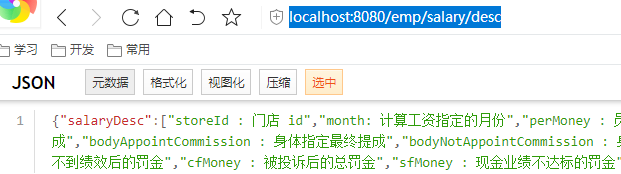 localhost:8080/emp/salary/desc
学习 开发 常用
JSON 元数据 格式化 视图化 压缩 选中
1 {"salaryDesc":["storeId : 门店 id","month: 计算工资指定的月份","perMoney : 员
成","bodyAppointCommission : 身体指定最终提成","bodyNotAppointCommission : 身
不到绩效后的罚金","cfMoney : 被投诉后的总罚金","sfMoney : 现金业绩不达标的罚金"